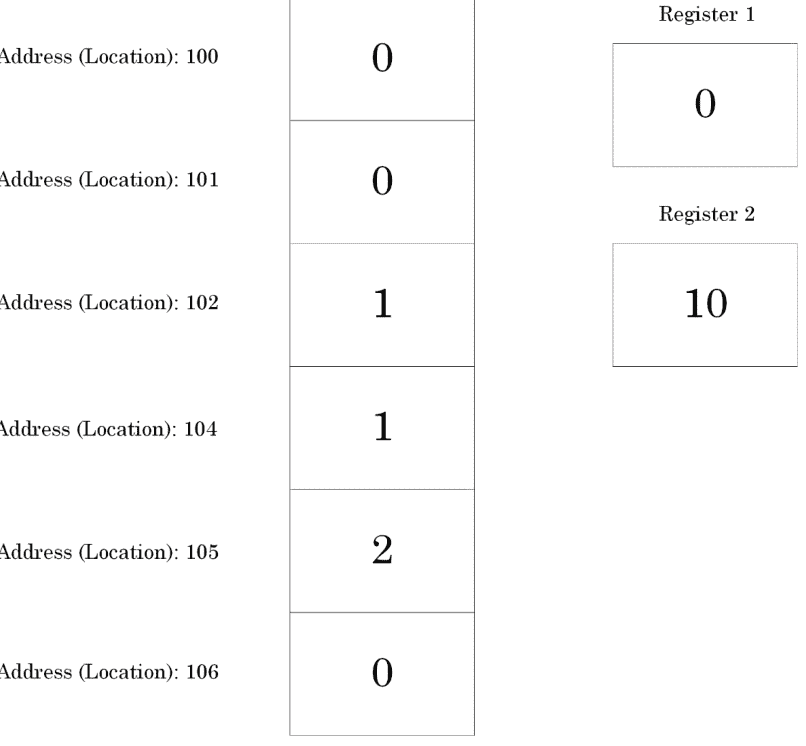 Register 1
Address (Location): 100
0
0
Address (Location): 101
0
Register 2
Address (Location): 102
1
10
Address (Location): 104
1
Address (Location): 105
2
Address (Location): 106
0